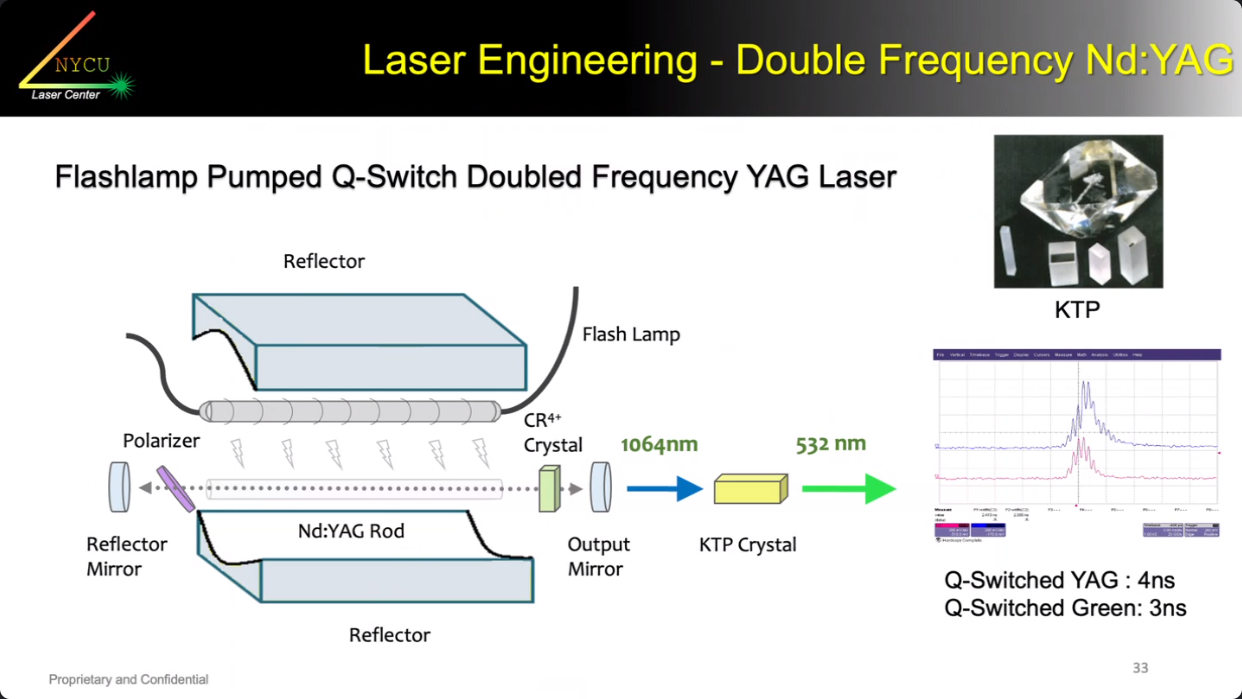 NYCU
Laser Center
Laser Engineering - Double Frequency Nd:YAG
Flashlamp Pumped Q-Switch Doubled Frequency YAG Laser
KTP
Reflector
Flash Lamp
Polarizer
CR⁴⁺
Crystal
1064nm
532 nm
Nd:YAG Rod
Reflector
Mirror
Output
Mirror
KTP Crystal
Reflector
File Vertical Timebase Trigger Display Cursors Measure Math Analysis Utilities Help
Measure
Q-Switched YAG : 4ns
Q-Switched Green: 3ns
Proprietary and Confidential
33